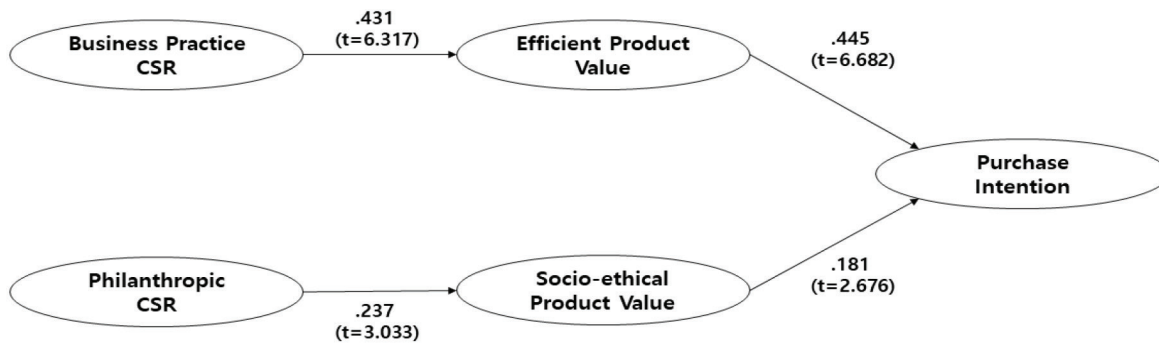 Business Practice
CSR
.431
(t=6.317)
Efficient Product
Value
.445
(t=6.682)
Purchase
Intention
Philanthropic
CSR
.237
(t=3.033)
Socio-ethical
Product Value
.181
(t=2.676)